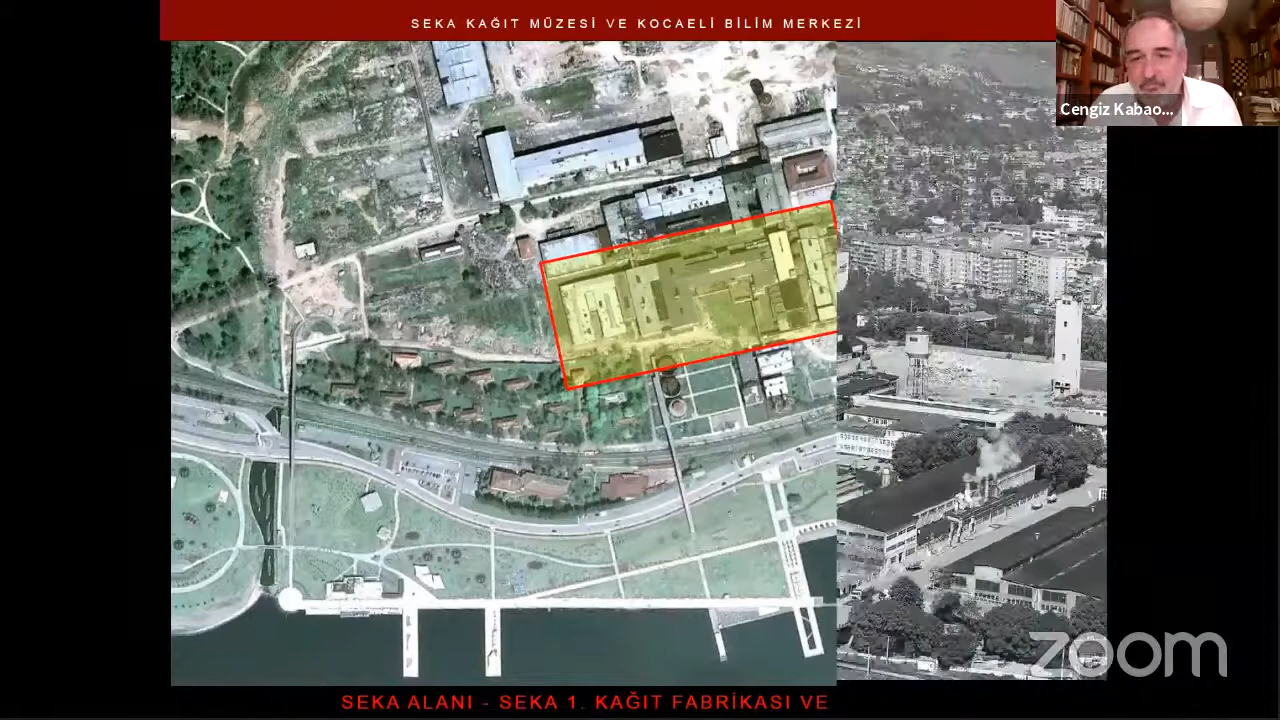 SEKA KAĞIT MÜZESİ VE KOCAELİ BİLİM MERKEZİ
Cengiz Kabao...
zoom
SEKA ALANI - SEKA 1. KAĞIT FABRİKASI VE